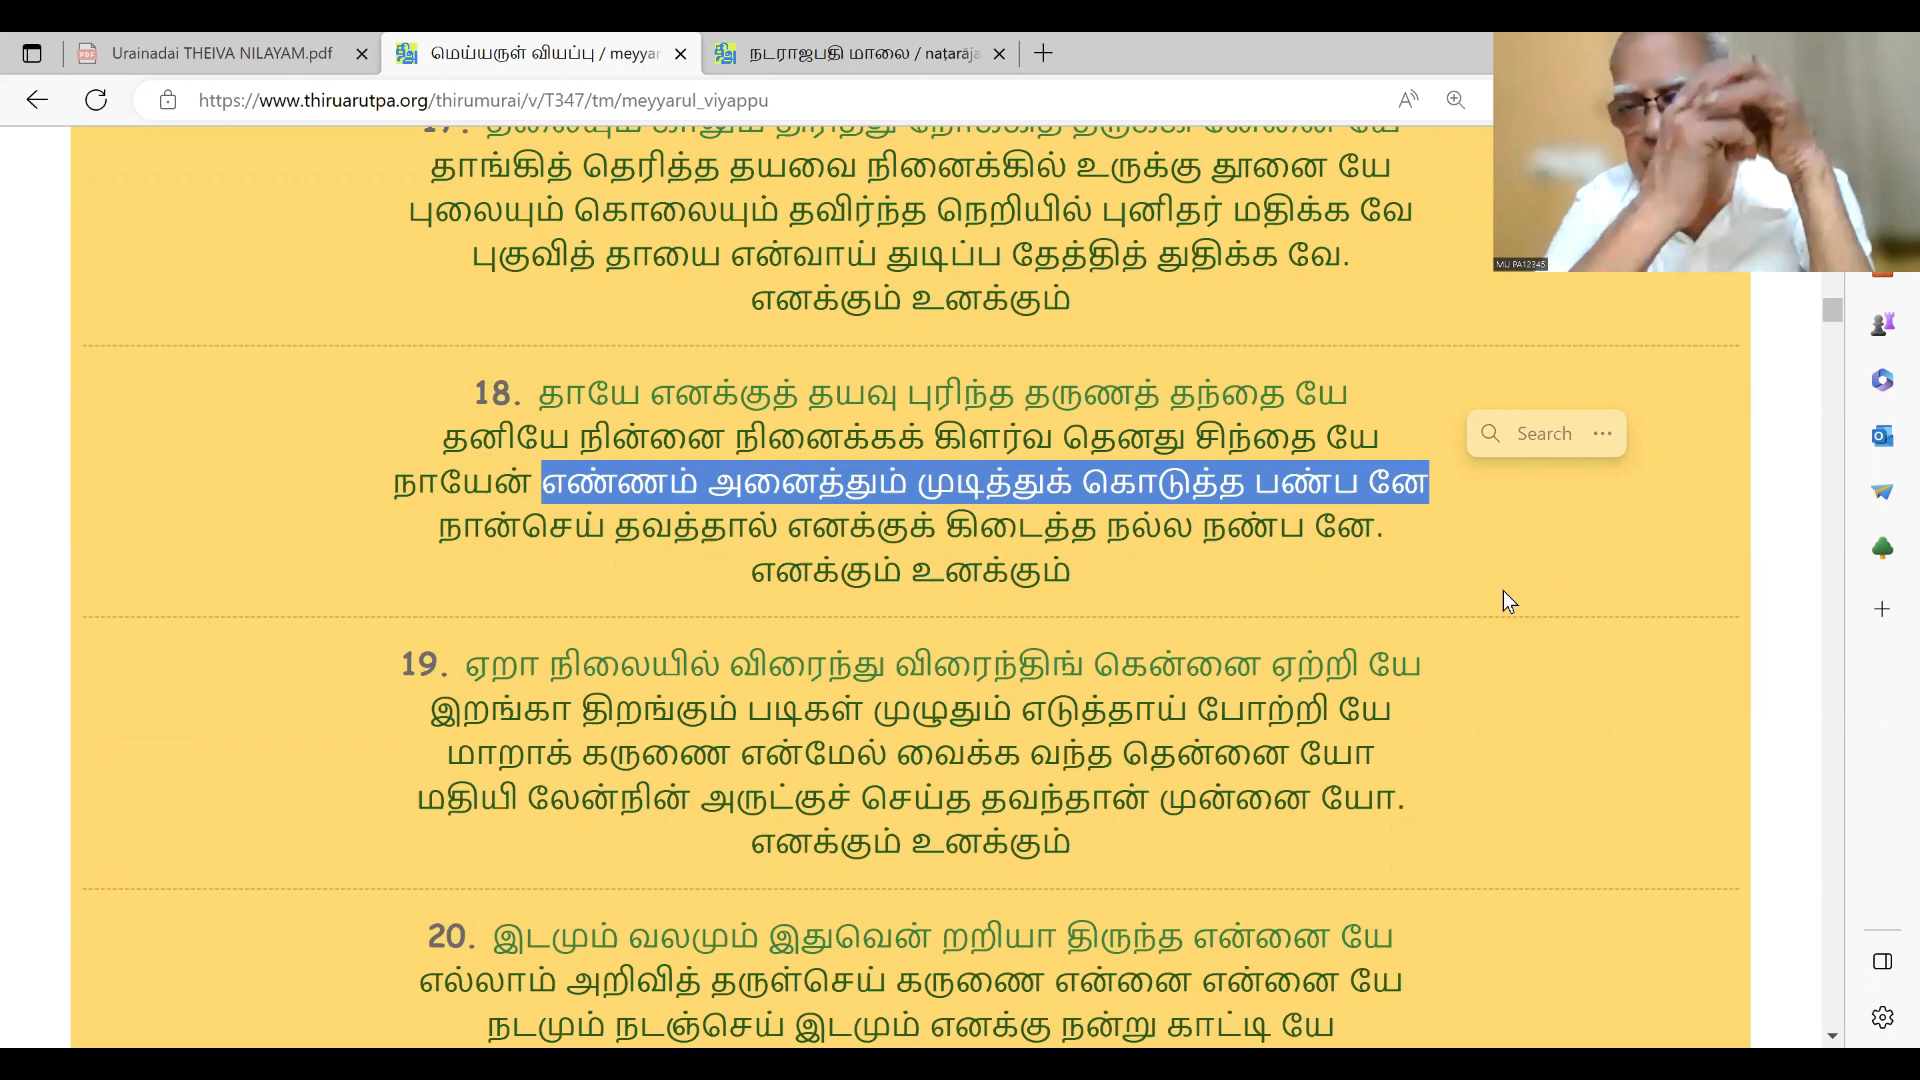 Urainadai THEIVA NILAYAM.pdf
மெய்யருள் வியப்பு / meyyar
நடராஜபதி மாலை / naṭarāja
https://www.thiruarutpa.org/thirumurai/v/T347/tm/meyyarul_viyappu
MU PA12345
17.
தாங்கித் தெரித்த தயவை நினைக்கில் உருக்கு தூனை யே
புலையும் கொலையும் தவிர்ந்த நெறியில் புனிதர் மதிக்க வே
புகுவித் தாயை என்வாய் துடிப்ப தேத்தித் துதிக்க வே.
எனக்கும் உனக்கும்
18. தாயே எனக்குத் தயவு புரிந்த தருணத் தந்தை யே
தனியே நின்னை நினைக்கக் கிளர்வ தெனது சிந்தை யே
நாயேன் எண்ணம் அனைத்தும் முடித்துக் கொடுத்த பண்ப னே
நான்செய் தவத்தால் எனக்குக் கிடைத்த நல்ல நண்ப னே.
எனக்கும் உனக்கும்
Search
19. ஏறா நிலையில் விரைந்து விரைந்திங் கென்னை ஏற்றி யே
இறங்கா திறங்கும் படிகள் முழுதும் எடுத்தாய் போற்றி யே
மாறாக் கருணை என்மேல் வைக்க வந்த தென்னை யோ
மதியி லேன்நின் அருட்குச் செய்த தவந்தான் முன்னை யோ.
எனக்கும் உனக்கும்
20. இடமும் வலமும் இதுவென் றறியா திருந்த என்னை யே
எல்லாம் அறிவித் தருள்செய் கருணை என்னை என்னை யே
நடமும் நடஞ்செய் இடமும் எனக்கு நன்று காட்டி யே